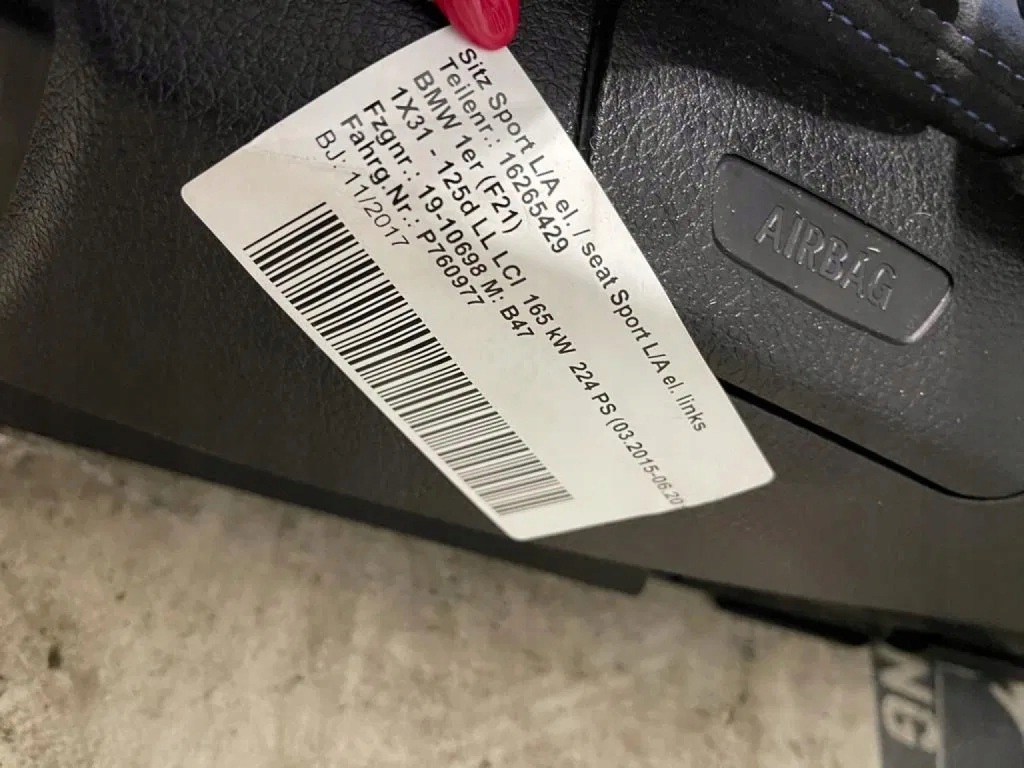 Sitz Sport L/A el. / seat Sport L/A el. links
Teilenr.: 16265429
BMW 1er (F21)
1X31 - 125d LL LCI 165 kW 224 PS (03.2015-06.20
Fzgnr.: 19-10698 M: B47
Fahrg.Nr.: P760977
BJ: 11/2017
AIRBAG
NG